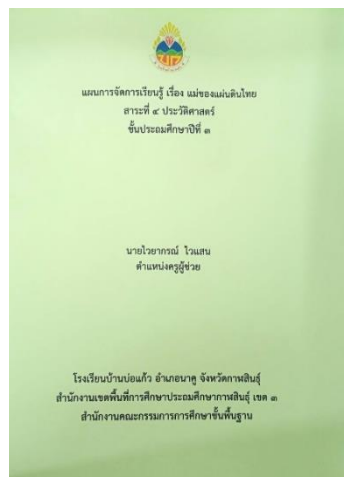 แผนการจัดการเรียนรู้ เรื่อง แม่ของแผ่นดินไทย
สาระที่ ๔ ประวัติศาสตร์
ชั้นประถมศึกษาปีที่ ๓
นายไวยากรณ์ ไวแสน
ตำแหน่งครูผู้ช่วย
โรงเรียนบ้านบ่อแก้ว อำเภอนาคู จังหวัดกาฬสินธุ์
สำนักงานเขตพื้นที่การศึกษาประถมศึกษากาฬสินธุ์ เขต ๓
สำนักงานคณะกรรมการการศึกษาขั้นพื้นฐาน